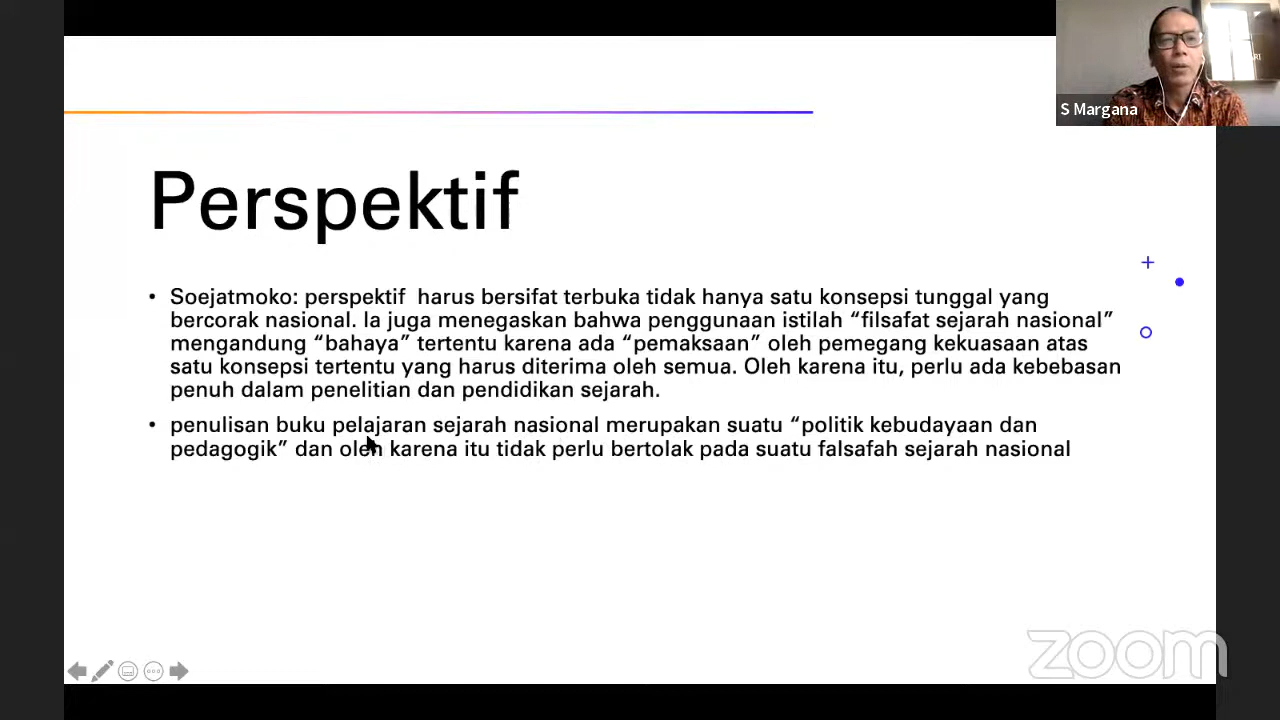 S Margana
Perspektif
• Soejatmoko: perspektif harus bersifat terbuka tidak hanya satu konsepsi tunggal yang
bercorak nasional. Ia juga menegaskan bahwa penggunaan istilah “filsafat sejarah nasional”
mengandung “bahaya” tertentu karena ada “pemaksaan” oleh pemegang kekuasaan atas
satu konsepsi tertentu yang harus diterima oleh semua. Oleh karena itu, perlu ada kebebasan
penuh dalam penelitian dan pendidikan sejarah.
• penulisan buku pelajaran sejarah nasional merupakan suatu “politik kebudayaan dan
pedagogik” dan oleh karena itu tidak perlu bertolak pada suatu falsafah sejarah nasional
zoom